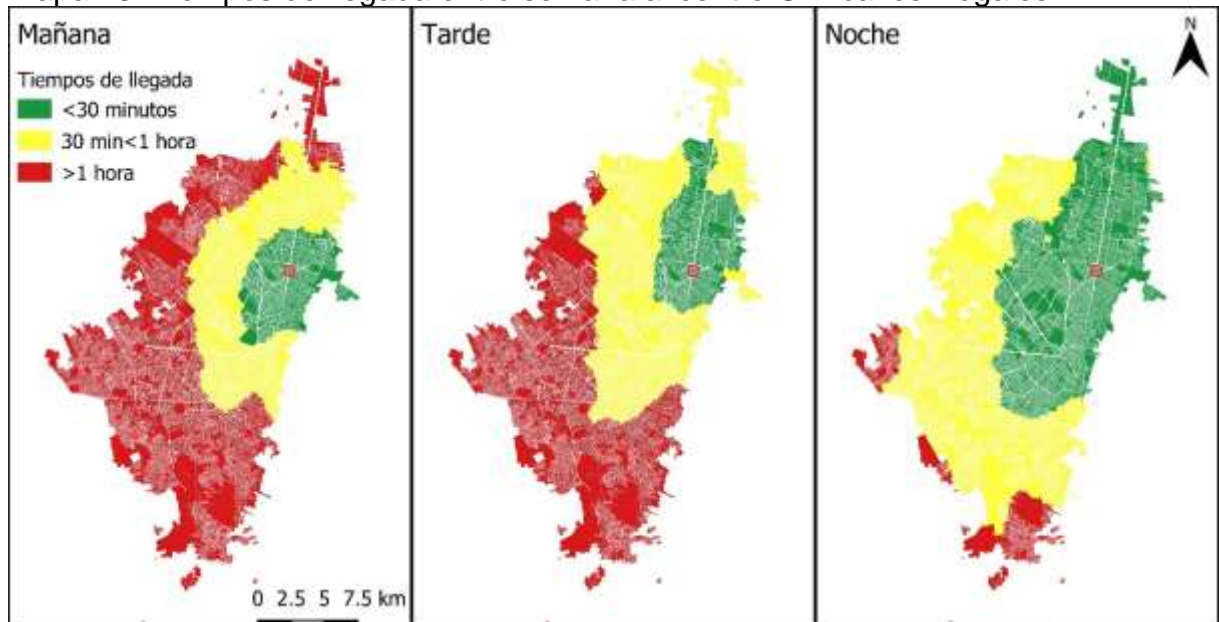 Mañana
Tiempos de llegada
<30 minutos
30 min<1 hora
>1 hora
0 2.5 5 7.5 km
Tarde
Noche
N